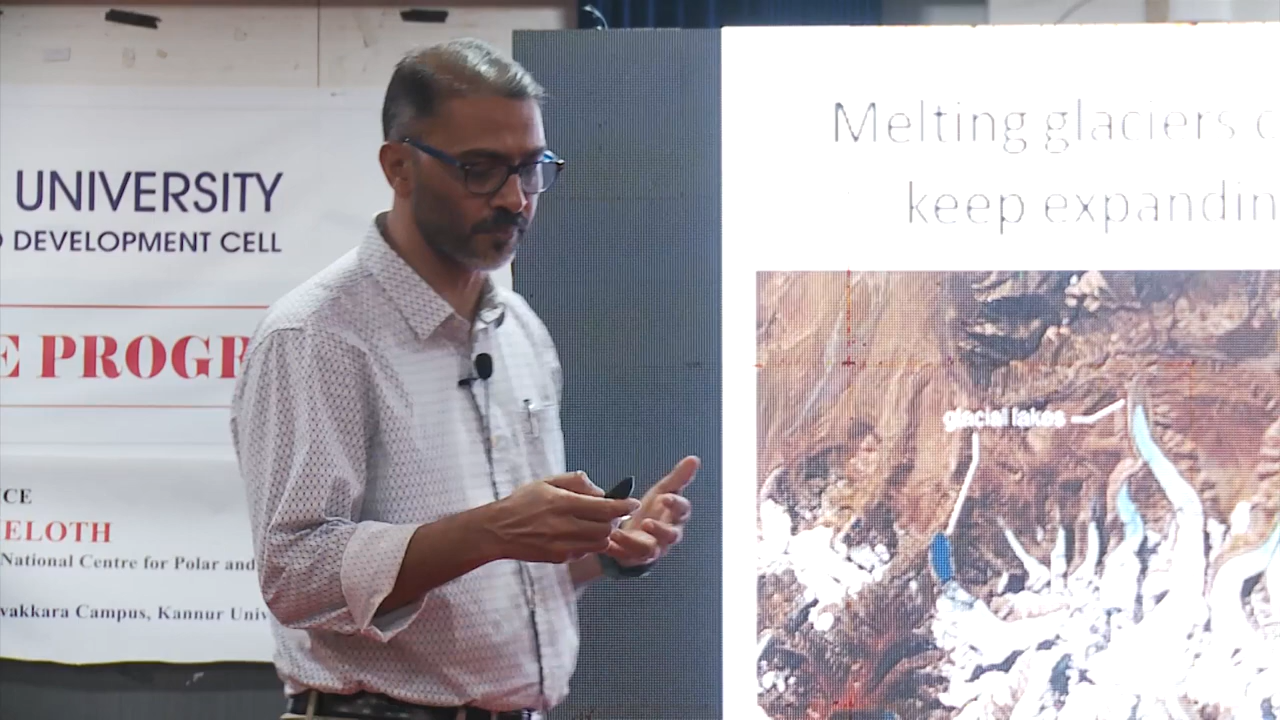 UNIVERSITY
DEVELOPMENT CELL
E PROGR
CE
ELOTH
National Centre for Polar and
vakkara Campus, Kannur Univ
Melting glaciers c
keep expandin
glacial lakes